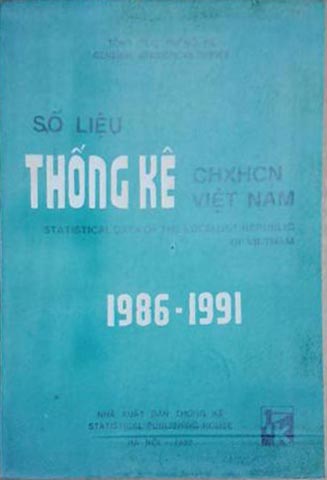 TỔNG CỤC THỐNG KÊ
GENERAL STATISTICAL OFFICE
SỐ LIỆU
THỐNG KÊ
CHXHCN
VIỆT NAM
STATISTICAL DATA OF THE SOCIALIST REPUBLIC
OF VIETNAM
1986-1991
NHÀ XUẤT BẢN THỐNG KÊ
STATISTICAL PUBLISHING HOUSE
HÀ NỘI - 1992